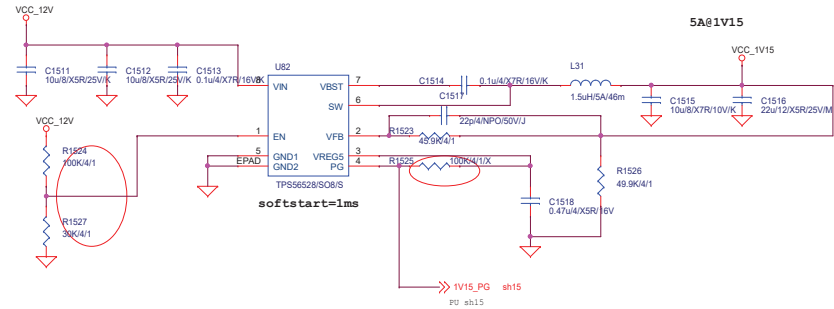 VCC_12V
5A@1V15
VCC_1V15
C1511
10u/8/X5R/25V/K
C1512
10u/8/X5R/25V/K
C1513
0.1u/4/X7R/16V/K
U82
8
VIN
VBST
7
SW
6
1
EN
VFB
2
5
GND1
VREG5
3
EPAD
GND2
PG
4
TPS56528/SO8/S
softstart=1ms
C1514
0.1u/4/X7R/16V/K
L31
1.5uH/5A/46m
C1517
22p/4/NPO/50V/J
C1515
10u/8/X7R/10V/K
C1516
22u/12/X5R/25V/M
VCC_12V
R1523
45.9K/4/1
R1524
100K/4/1
R1525
100K/4/1/X
R1526
49.9K/4/1
C1518
0.47u/4/X5R/16V
R1527
30K/4/1
1V15_PG sh15
PU sh15